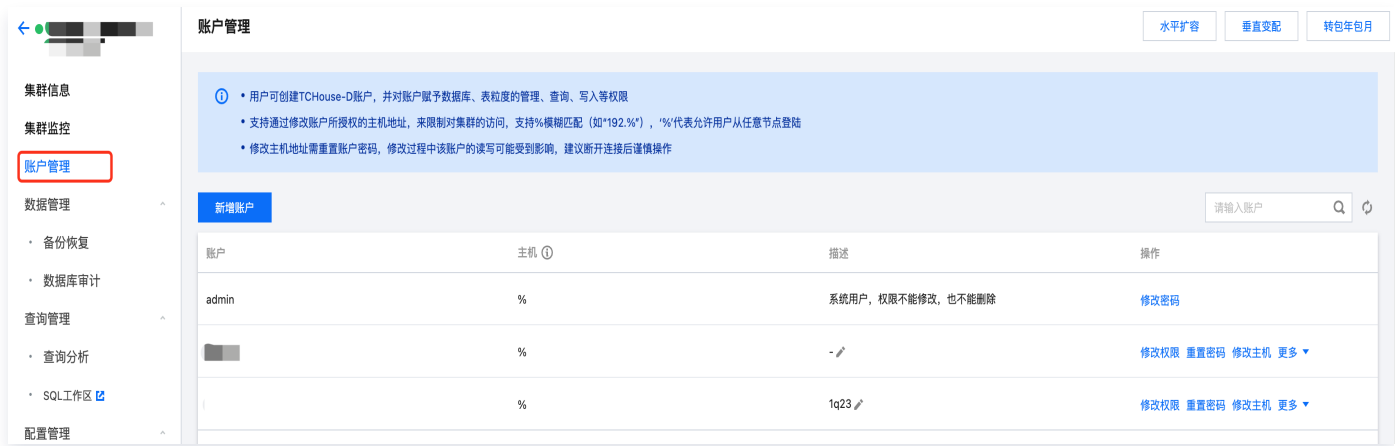 账户管理
水平扩容 垂直变配 转包年包月
集群信息
集群监控
账户管理
数据管理
• 备份恢复
• 数据库审计
查询管理
• 查询分析
• SQL工作区
配置管理
• 用户可创建TCHouse-D账户，并对账户赋予数据库、表粒度的管理、查询、写入等权限
• 支持通过修改账户所授权的主机地址，来限制对集群的访问，支持%模糊匹配（如“192.%”），‘%’代表允许用户从任意节点登陆
• 修改主机地址需重置账户密码，修改过程中该账户的读写可能受到影响，建议断开连接后谨慎操作
新增账户 请输入账户
账户 主机 描述 操作
admin % 系统用户，权限不能修改，也不能删除 修改密码
% - 修改权限 重置密码 修改主机 更多
% 1q23 修改权限 重置密码 修改主机 更多